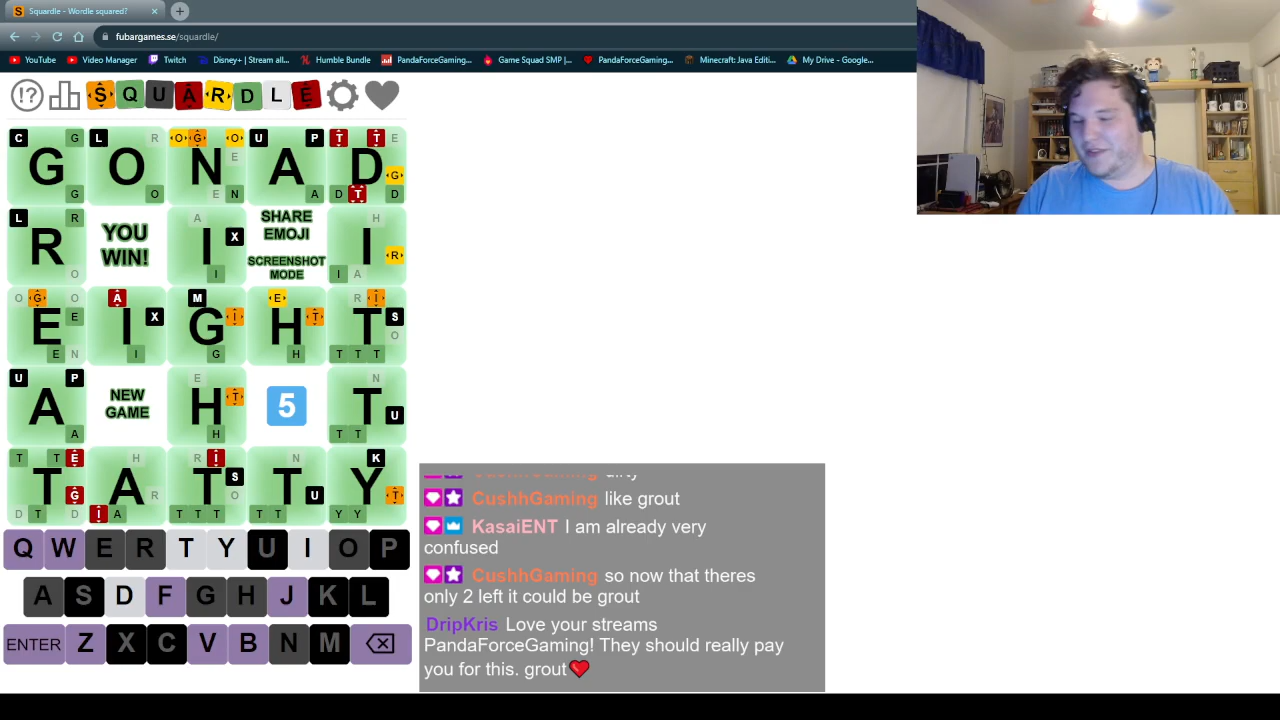 Squardle - Wordle squared?
fubargames.se/squardle/
YouTube Video Manager Twitch Disney+ | Stream all... Humble Bundle PandaForceGaming... Game Squad SMP |... PandaForceGaming... Minecraft: Java Editi... My Drive - Google...
!? S Q U A R D L E
C G L R O G O U P T T E
G O N A D
E G
G O E N A D T D
L R A H
R YOU WIN! I X SHARE EMOJI SCREENSHOT MODE I R
O I I A
O G O A M E R I
E E I X G I H T T S
O
E N I G H T T T
U P E N
A NEW GAME H T 5 T U
A H T T
T T E H R I N K
T G A R T S O T U Y T
D T D I A T T T T T Y Y
Q W E R T Y U I O P
A S D F G H J K L
ENTER Z X C V B N M
CushhGaming like grout
KasaiENT I am already very
confused
CushhGaming so now that theres
only 2 left it could be grout
DripKris Love your streams
PandaForceGaming! They should really pay
you for this. grout